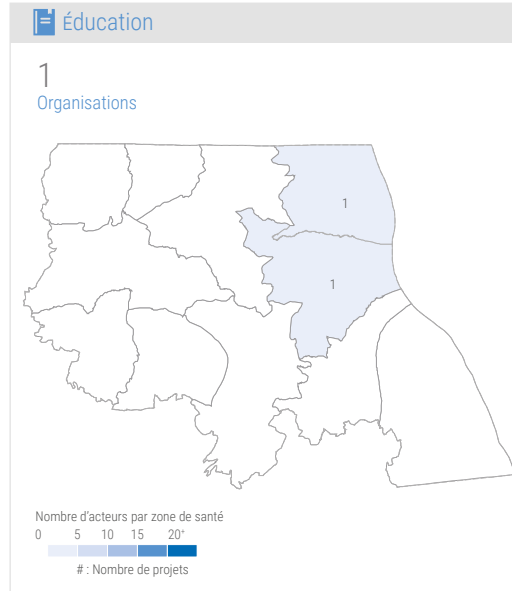 Éducation
1
Organisations
1
1
Nombre d'acteurs par zone de santé
0 5 10 15 20⁺
# : Nombre de projets